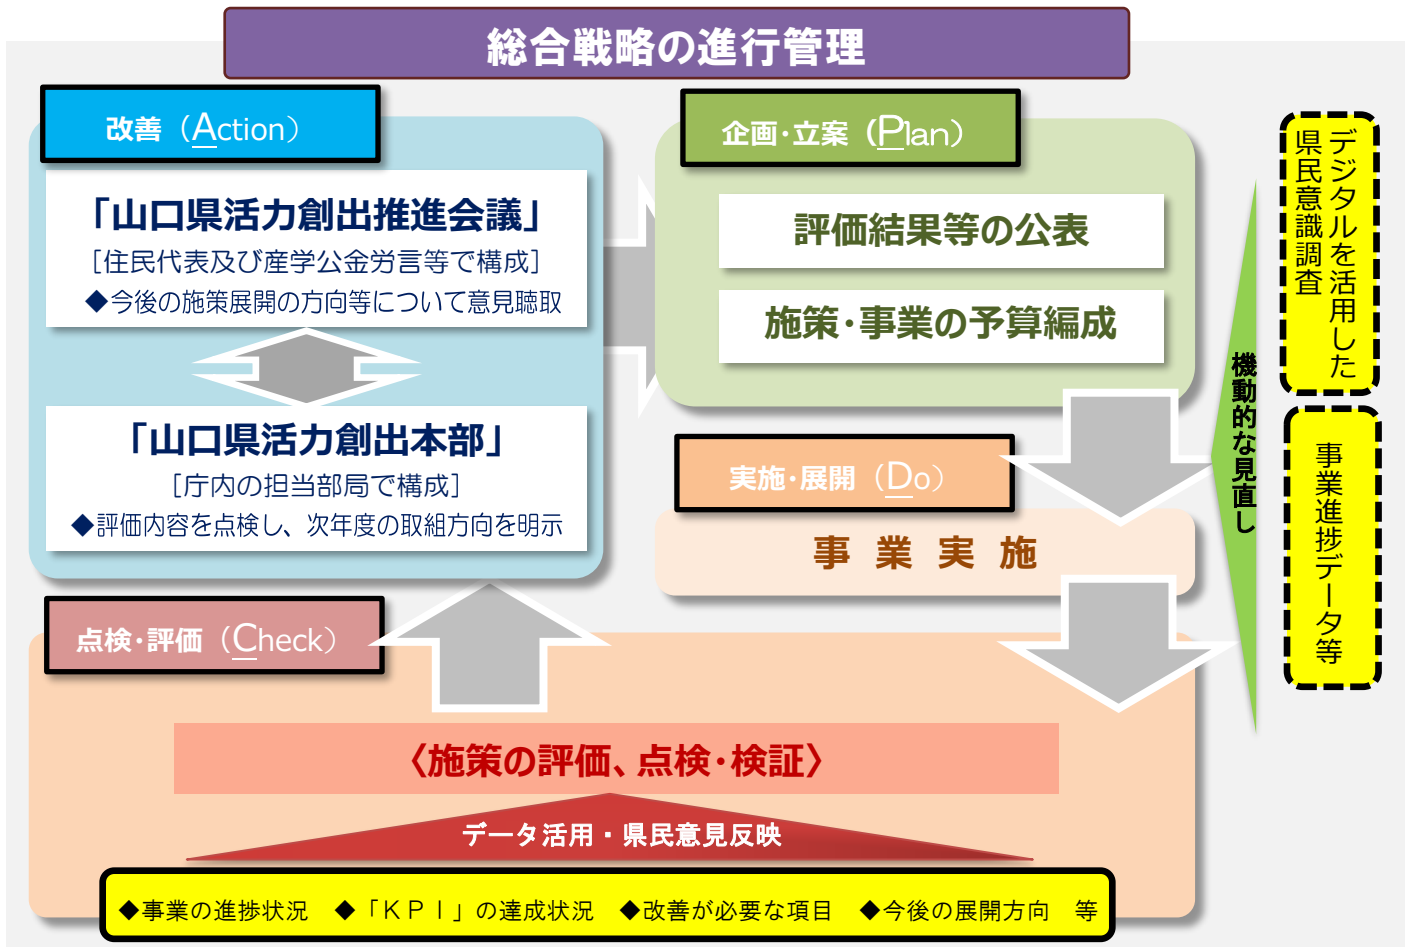 総合戦略の進行管理
改善（Action）
「山口県活力創出推進会議」
［住民代表及び産学公金労言等で構成］
◆今後の施策展開の方向等について意見聴取
「山口県活力創出本部」
［庁内の担当部局で構成］
◆評価内容を点検し、次年度の取組方向を明示
企画・立案（Plan）
評価結果等の公表
施策・事業の予算編成
実施・展開（Do）
事業実施
機動的な見直し
デジタルを活用した
県民意識調査
事業進捗データ等
点検・評価（Check）
〈施策の評価、点検・検証〉
データ活用・県民意見反映
◆事業の進捗状況　◆「ＫＰＩ」の達成状況　◆改善が必要な項目　◆今後の展開方向　等